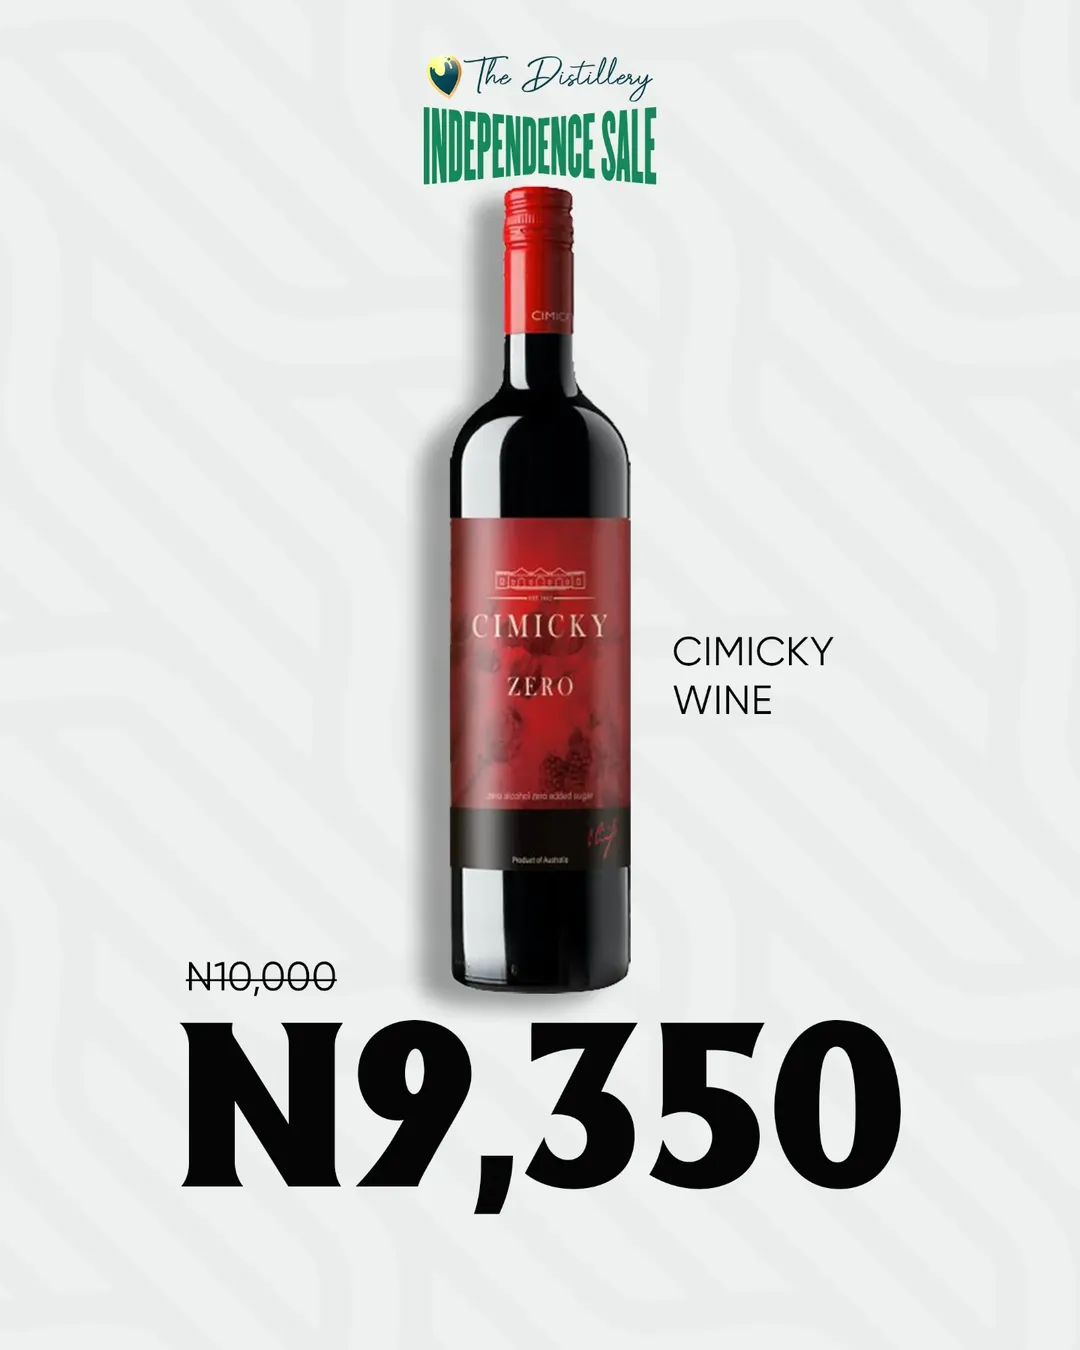 The Distillery
INDEPENDENCE SALE
CIMICKY
CIMICKY
ZERO
zero alcohol zero added sugar
Product of Australia
CIMICKY
WINE
N10,000
N9,350